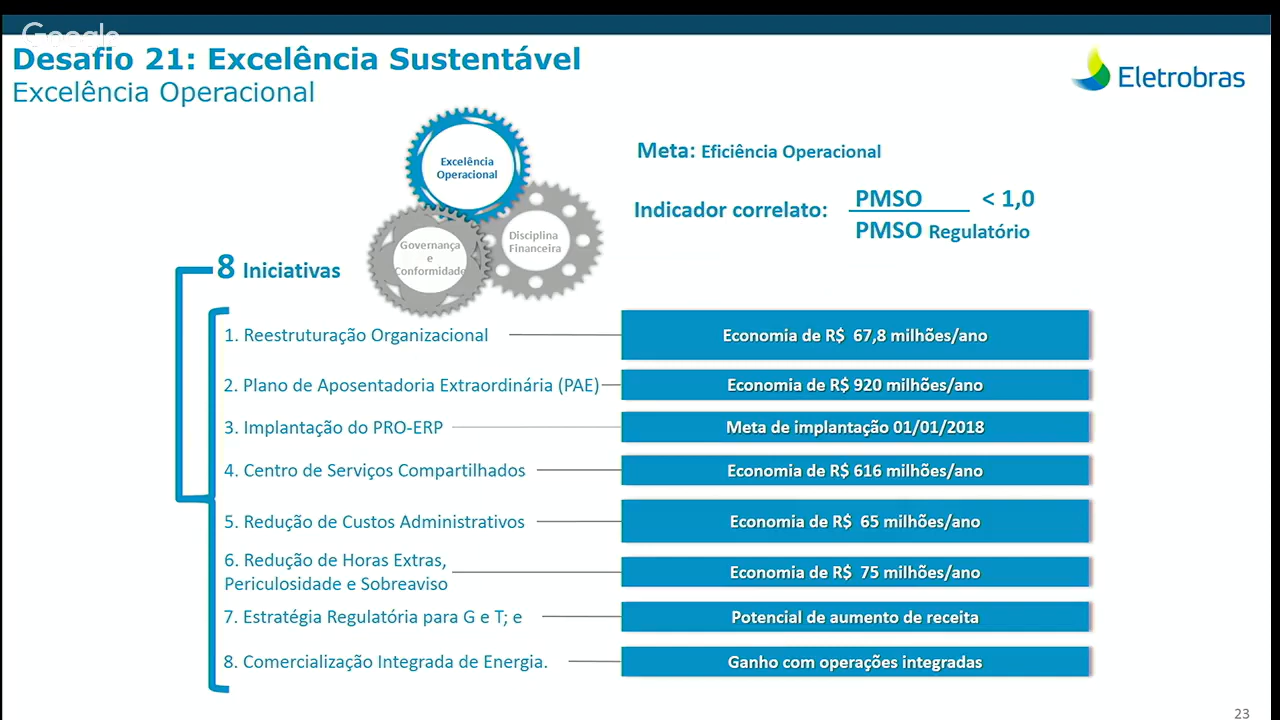 Google
Desafio 21: Excelência Sustentável
Excelência Operacional
Eletrobras
Excelência
Operacional
Governança
e
Conformidade
Disciplina
Financeira
Meta: Eficiência Operacional
Indicador correlato:
PMSO < 1,0
PMSO Regulatório
8 Iniciativas
1. Reestruturação Organizacional
Economia de R$ 67,8 milhões/ano
2. Plano de Aposentadoria Extraordinária (PAE)
Economia de R$ 920 milhões/ano
3. Implantação do PRO-ERP
Meta de implantação 01/01/2018
4. Centro de Serviços Compartilhados
Economia de R$ 616 milhões/ano
5. Redução de Custos Administrativos
Economia de R$ 65 milhões/ano
6. Redução de Horas Extras,
Periculosidade e Sobreaviso
Economia de R$ 75 milhões/ano
7. Estratégia Regulatória para G e T; e
Potencial de aumento de receita
8. Comercialização Integrada de Energia.
Ganho com operações integradas
23